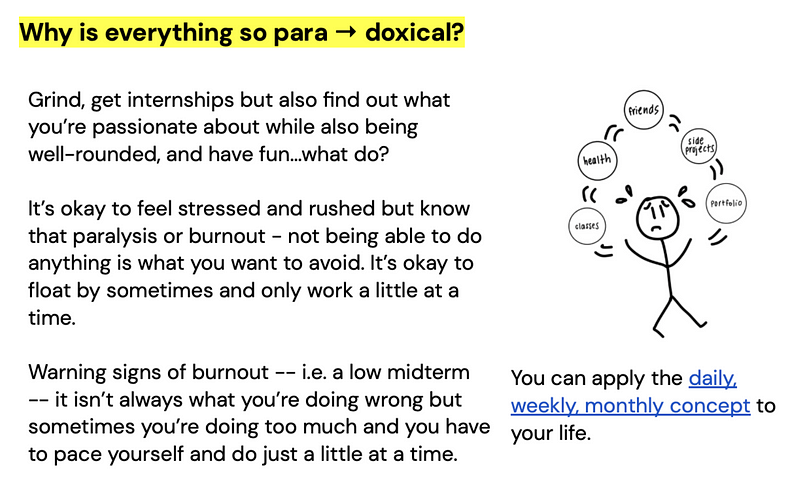 Why is everything so para → doxical?
Grind, get internships but also find out what
you're passionate about while also being
well-rounded, and have fun...what do?
It's okay to feel stressed and rushed but know
that paralysis or burnout - not being able to do
anything is what you want to avoid. It's okay to
float by sometimes and only work a little at a
time.
Warning signs of burnout -- i.e. a low midterm
-- it isn't always what you're doing wrong but
sometimes you're doing too much and you have
to pace yourself and do just a little at a time.
classes
health
friends
side
projects
portfolio
You can apply the daily,
weekly, monthly concept to
your life.